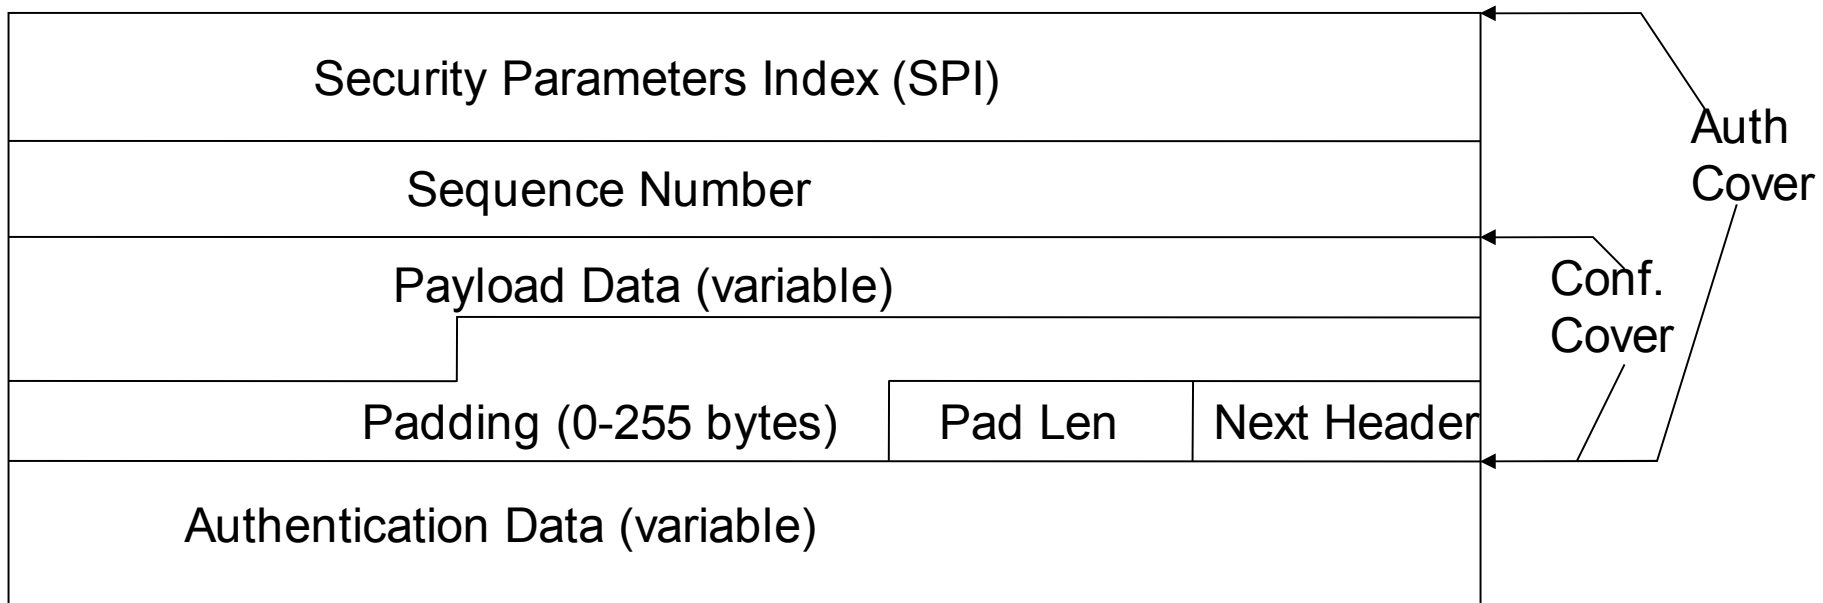 Security Parameters Index (SPI)
Auth
Cover
Sequence Number
Payload Data (variable)
Conf.
Cover
Padding (0-255 bytes)
Pad Len
Next Header
Authentication Data (variable)